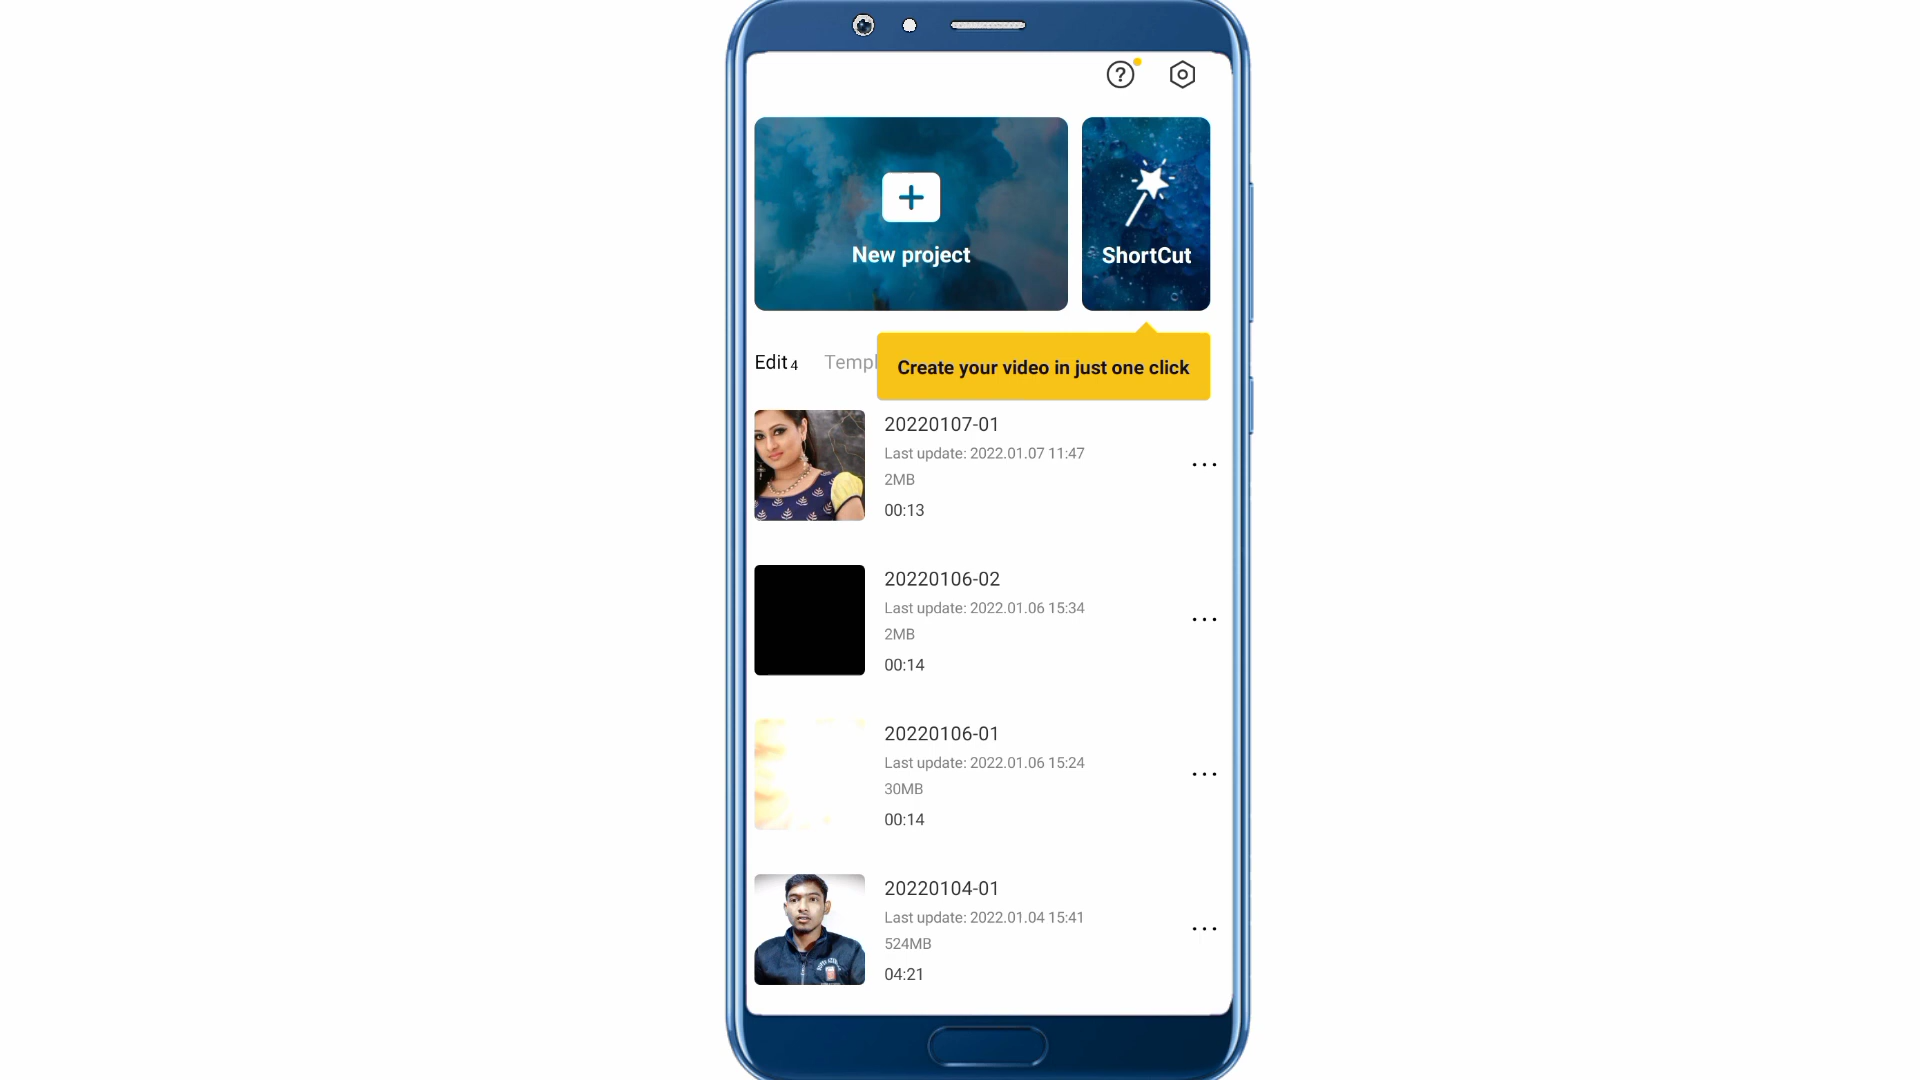 New project
ShortCut
Create your video in just one click
Edit 4 Templ
20220107-01
Last update: 2022.01.07 11:47
2MB
00:13
20220106-02
Last update: 2022.01.06 15:34
2MB
00:14
20220106-01
Last update: 2022.01.06 15:24
30MB
00:14
20220104-01
Last update: 2022.01.04 15:41
524MB
04:21